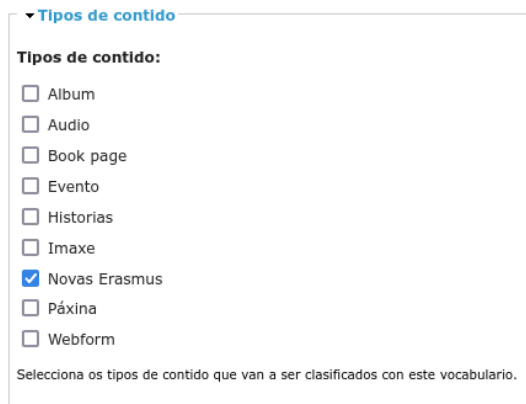 Tipos de contido
Tipos de contido:
Album
Audio
Book page
Evento
Historias
Imaxe
Novas Erasmus
Páxina
Webform
Selecciona os tipos de contido que van a ser clasificados con este vocabulario.